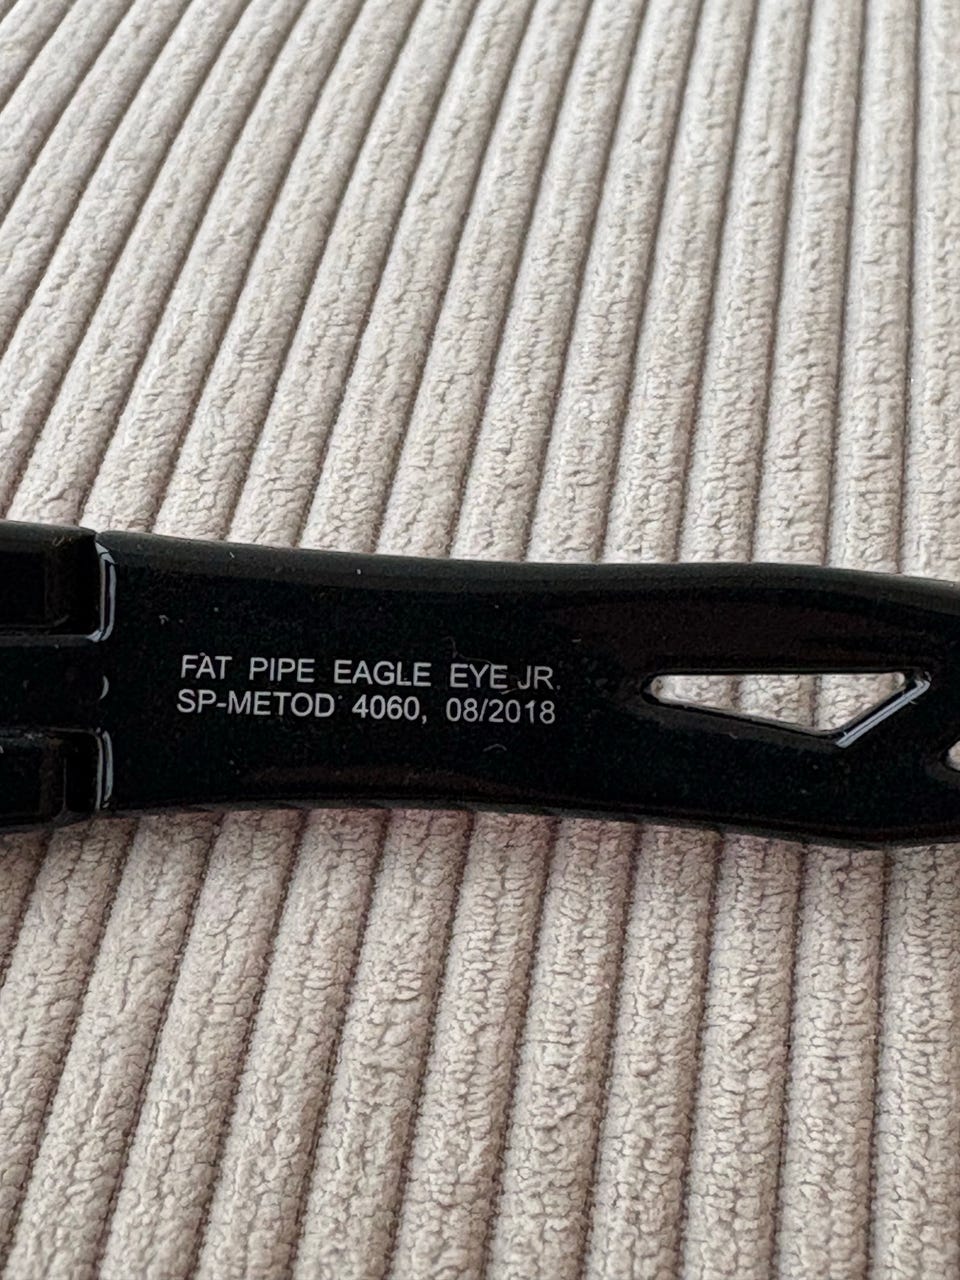 FAT PIPE EAGLE EYE JR.
SP-METOD 4060, 08/2018